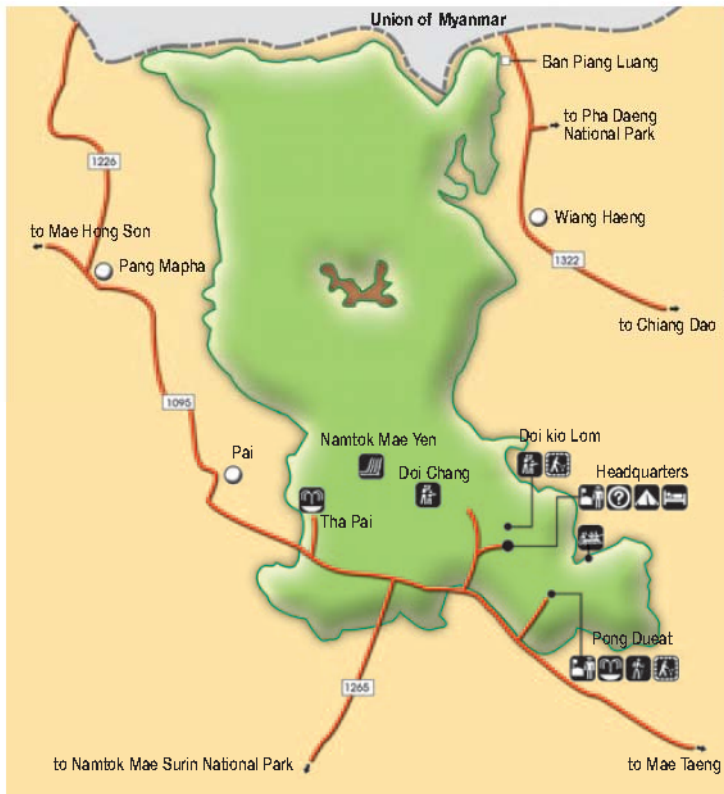 Union of Myanmar
Ban Piang Luang
to Pha Daeng
National Park
1226
Wiang Haeng
to Mae Hong Son
Pang Mapha
1322
to Chiang Dao
1095
Namtok Mae Yen
Doi kio Lom
Pai
Doi Chang
Headquarters
?
Tha Pai
Pong Dueat
1265
to Namtok Mae Surin National Park
to Mae Taeng